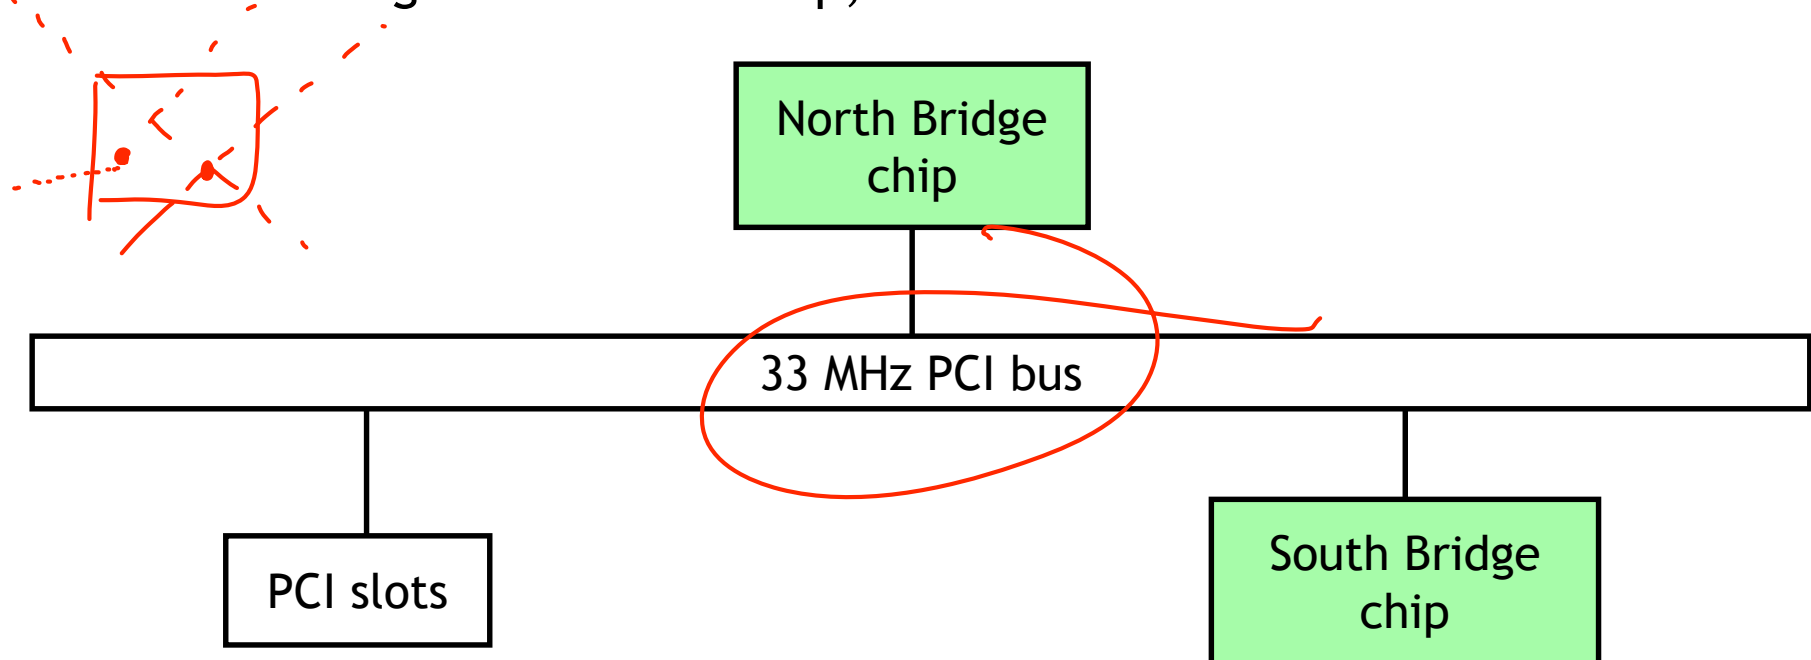 North Bridge
chip
33 MHz PCI bus
PCI slots
South Bridge
chip